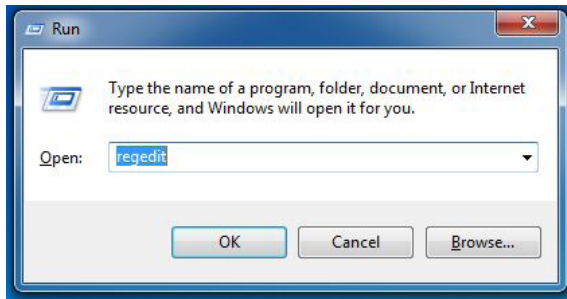 Run
Type the name of a program, folder, document, or Internet
resource, and Windows will open it for you.
Open:
regedit
OK
Cancel
Browse...